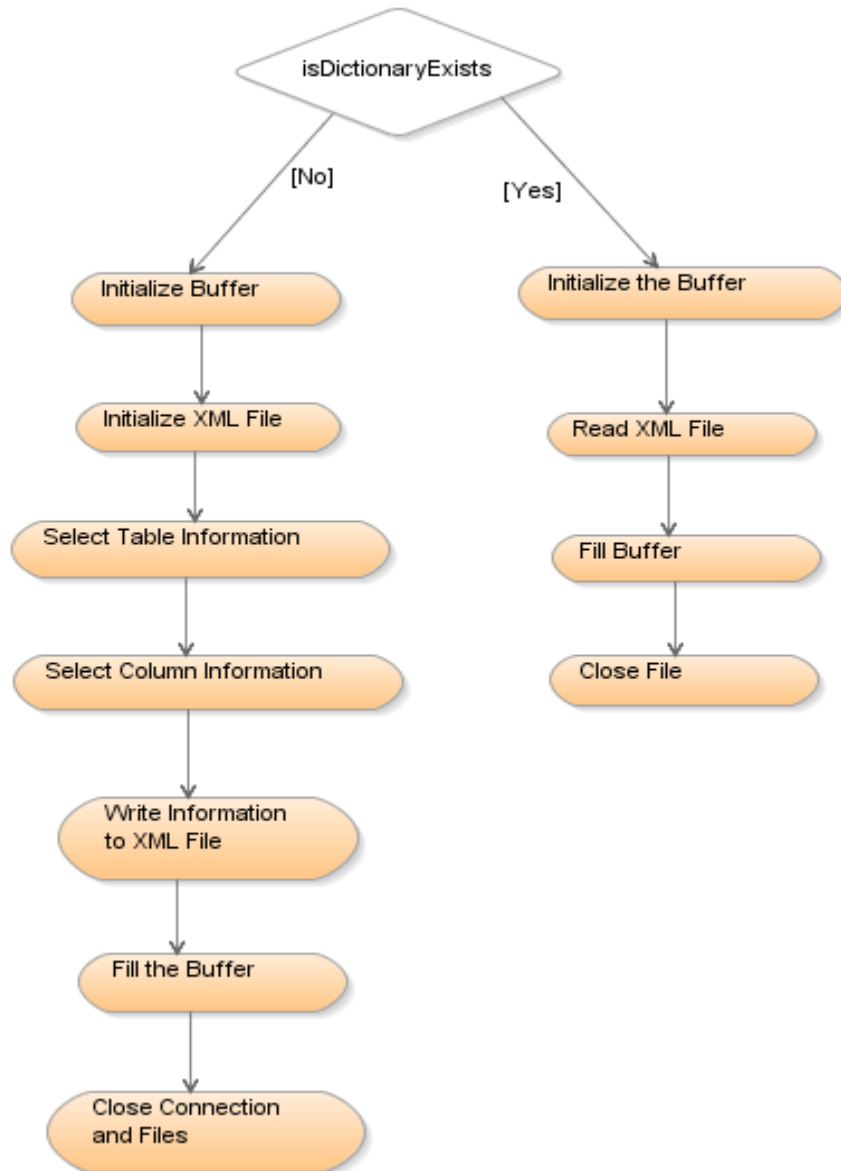 isDictionaryExists
[No]
[Yes]
Initialize Buffer
Initialize the Buffer
Initialize XML File
Read XML File
Select Table Information
Fill Buffer
Select Column Information
Close File
Write Information
to XML File
Fill the Buffer
Close Connection
and Files